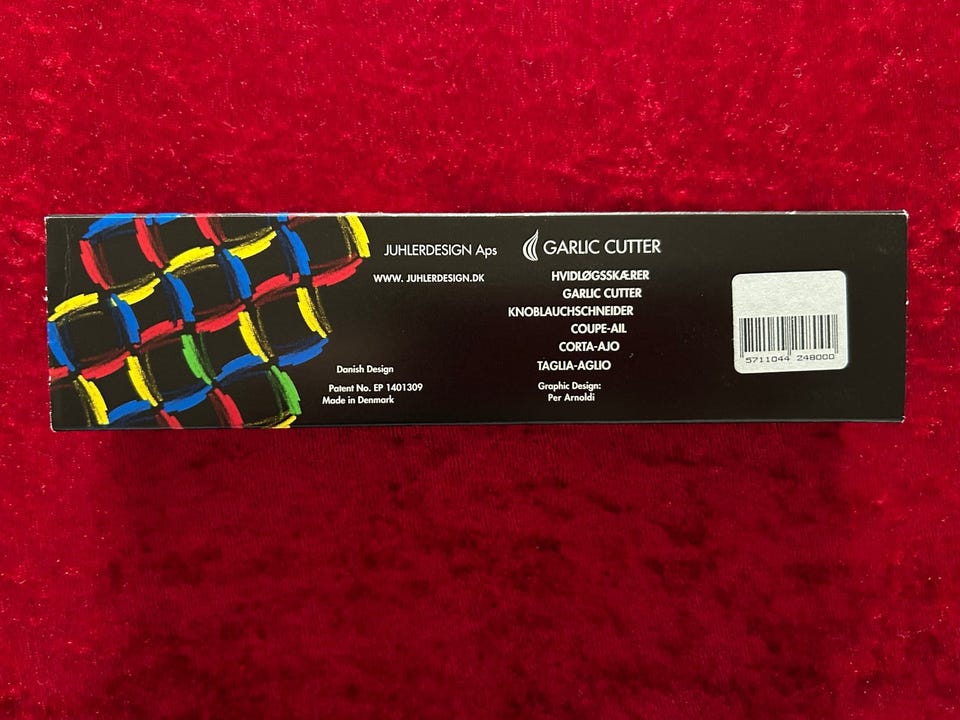 JUHLERDESIGN Aps
WWW. JUHLERDESIGN.DK
Danish Design
Patent No. EP 1401309
Made in Denmark
GARLIC CUTTER
HVIDLØGSSKÆRER
GARLIC CUTTER
KNOBLAUCHSCHNEIDER
COUPE-AIL
CORTA-AJO
TAGLIA-AGLIO
Graphic Design:
Per Arnoldi
5711044 248000